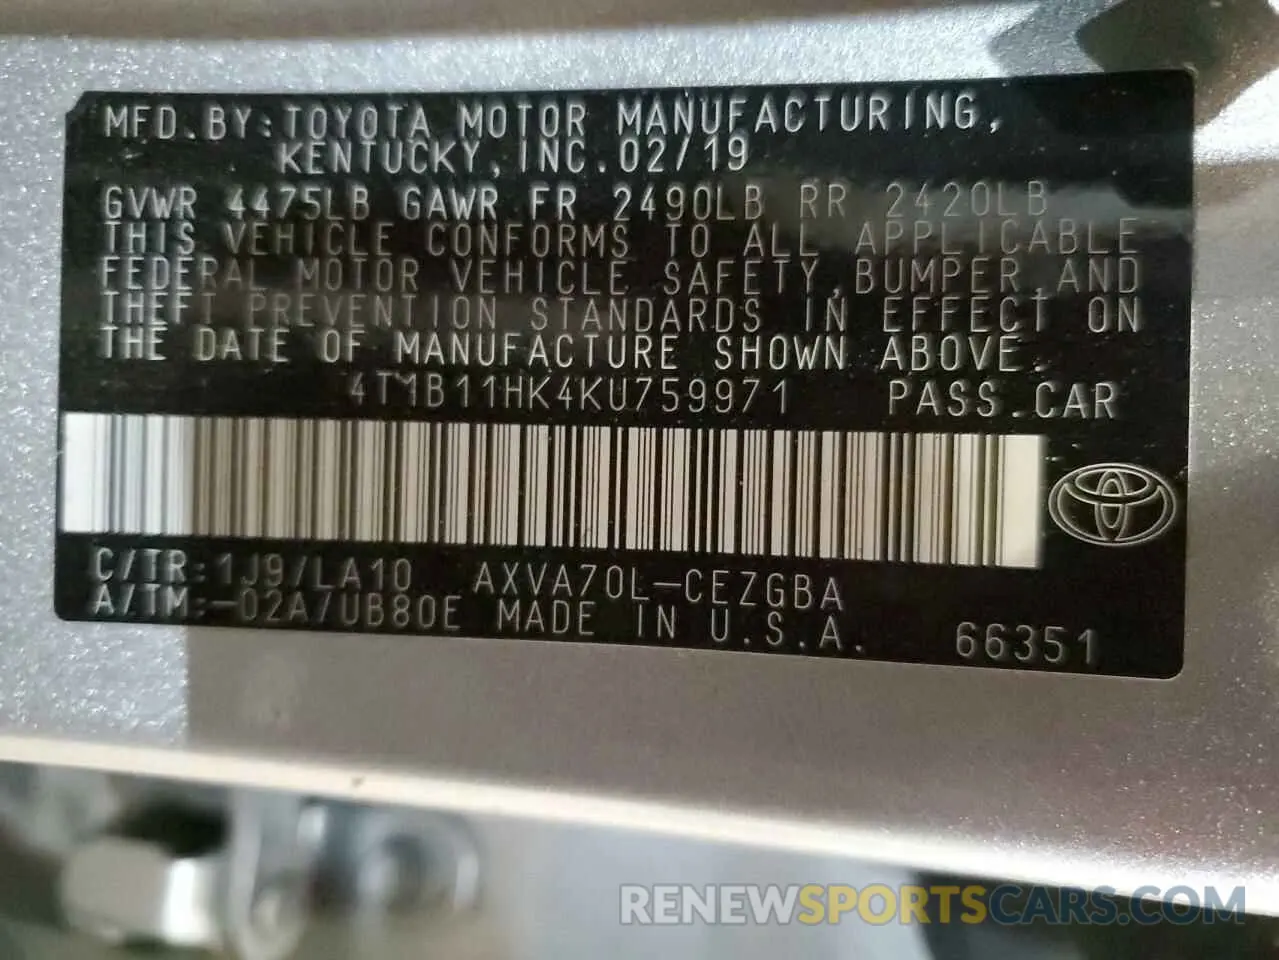 MFD.BY:TOYOTA MOTOR MANUFACTURING,
KENTUCKY, INC. 02/19
GVWR 4475LB GAWR FR 2490LB RR 2420LB
THIS VEHICLE CONFORMS TO ALL APPLICABLE
FEDERAL MOTOR VEHICLE SAFETY,BUMPER,AND
THEFT PREVENTION STANDARDS IN EFFECT ON
THE DATE OF MANUFACTURE SHOWN ABOVE.
4T1B11HK4KU759971 PASS.CAR
C/TR:1J9/LA10 AXVA70L-CEZGBA
A/TM:-02A/UB80E MADE IN U.S.A. 66351
RENEWSPORTSCARS.COM